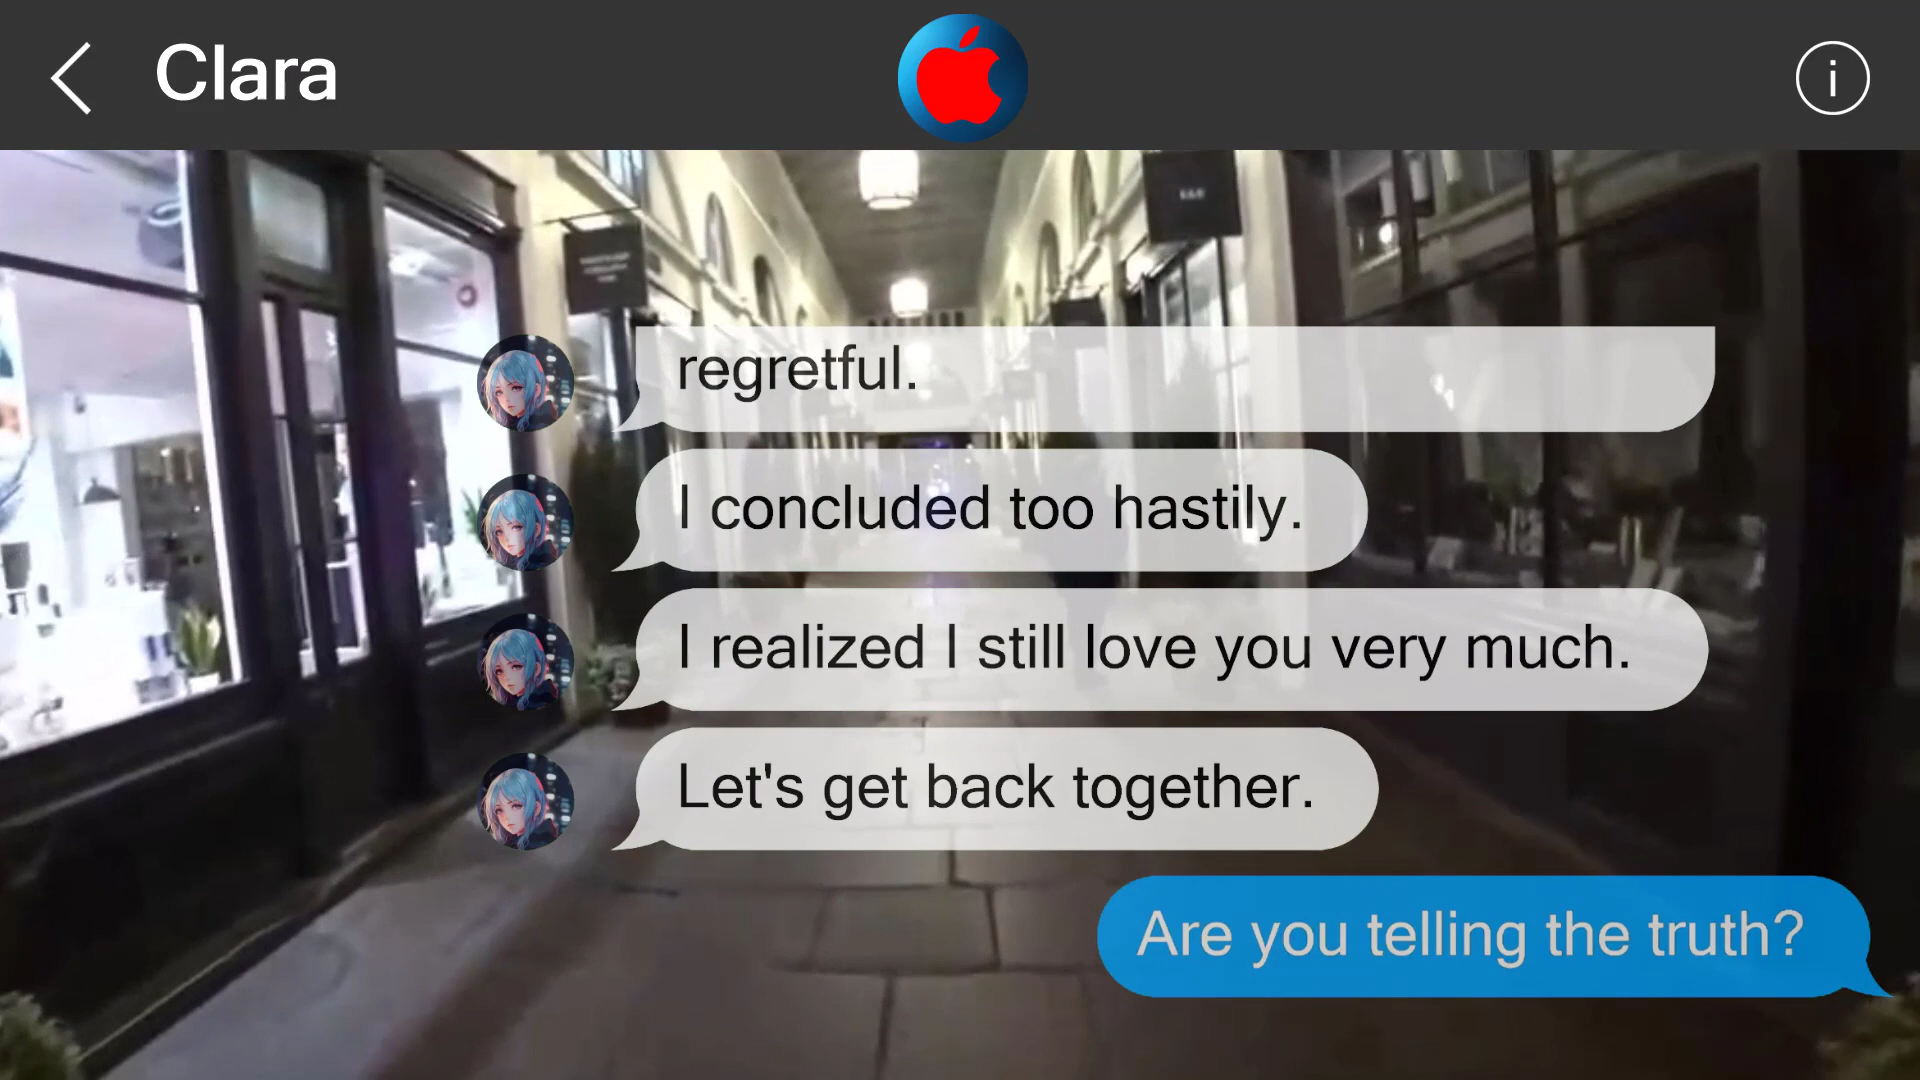 Clara
regretful.
I concluded too hastily.
I realized I still love you very much.
Let's get back together.
Are you telling the truth?